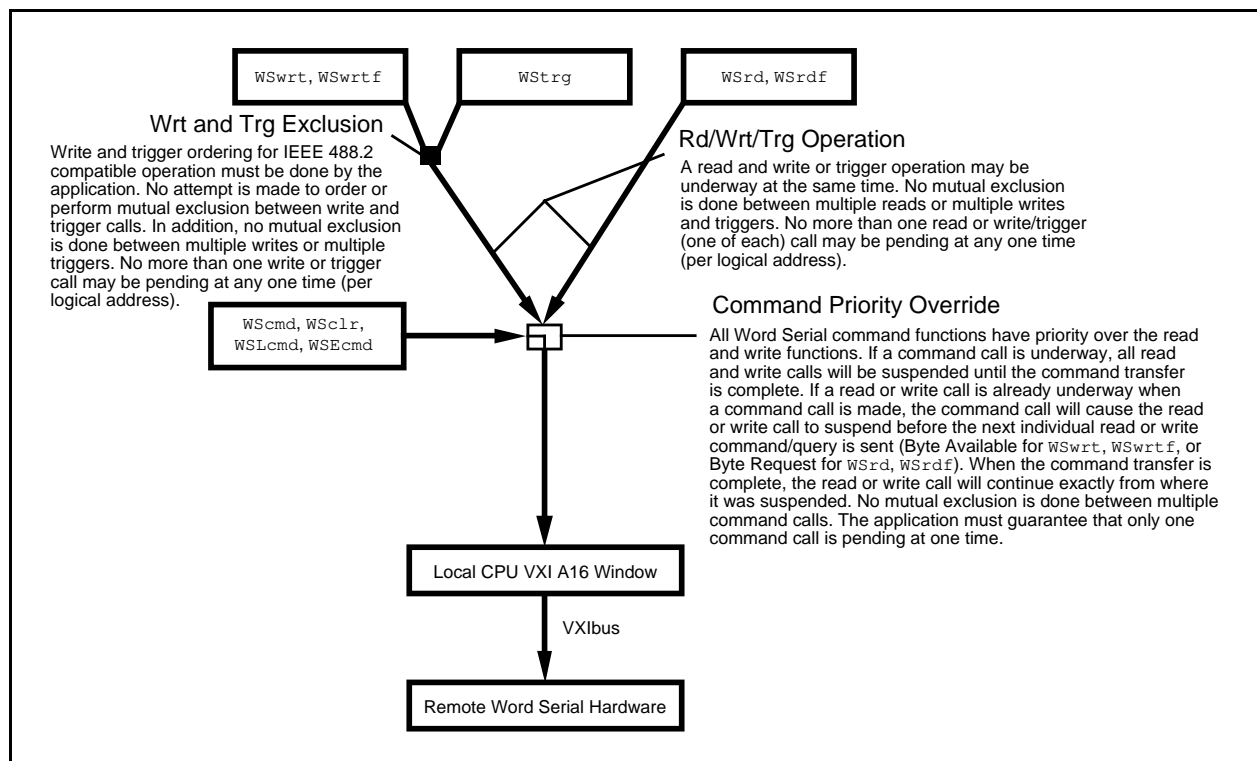 WSwrt, WSwrtf
WStrg
WSrd, WSrdf
Wrt and Trg Exclusion
Write and trigger ordering for IEEE 488.2
compatible operation must be done by the
application. No attempt is made to order or
perform mutual exclusion between write and
trigger calls. In addition, no mutual exclusion
is done between multiple writes or multiple
triggers. No more than one write or trigger
call may be pending at any one time (per
logical address).
Rd/Wrt/Trg Operation
A read and write or trigger operation may be
underway at the same time. No mutual exclusion
is done between multiple reads or multiple writes
and triggers. No more than one read or write/trigger
(one of each) call may be pending at any one time
(per logical address).
WScmd, WSclr,
WSLcmd, WSEcmd
Command Priority Override
All Word Serial command functions have priority over the read
and write functions. If a command call is underway, all read
and write calls will be suspended until the command transfer
is complete. If a read or write call is already underway when
a command call is made, the command call will cause the read
or write call to suspend before the next individual read or write
command/query is sent (Byte Available for WSwrt, WSwrtf, or
Byte Request for WSrd, WSrdf). When the command transfer is
complete, the read or write call will continue exactly from where
it was suspended. No mutual exclusion is done between multiple
command calls. The application must guarantee that only one
command call is pending at one time.
Local CPU VXI A16 Window
VXIbus
Remote Word Serial Hardware